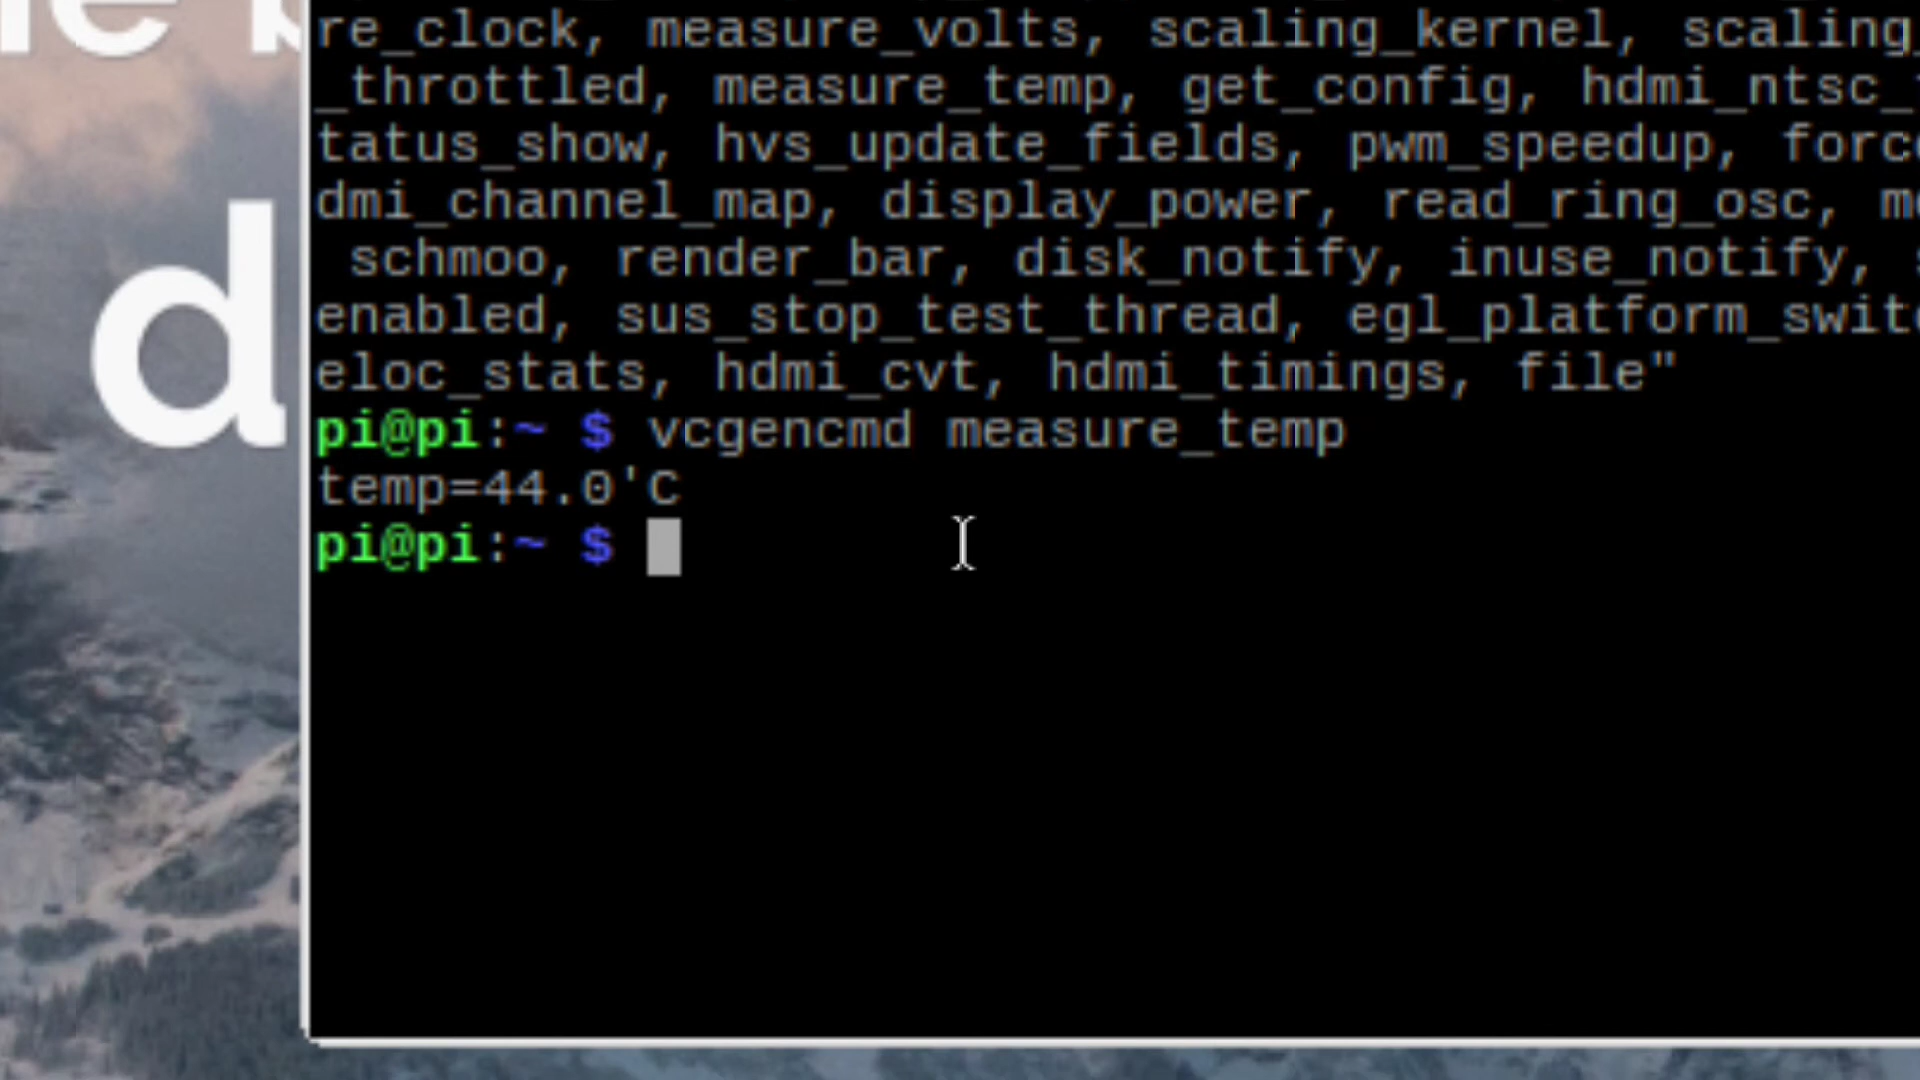 re_clock, measure_volts, scaling_kernel, scaling_
_throttled, measure_temp, get_config, hdmi_ntsc_
tatus_show, hvs_update_fields, pwm_speedup, forc
dmi_channel_map, display_power, read_ring_osc, m
schmoo, render_bar, disk_notify, inuse_notify,
enabled, sus_stop_test_thread, egl_platform_swit
d
eloc_stats, hdmi_cvt, hdmi_timings, file"
pi@pi:~ $ vcgencmd measure_temp
temp=44.0'C
pi@pi:~ $